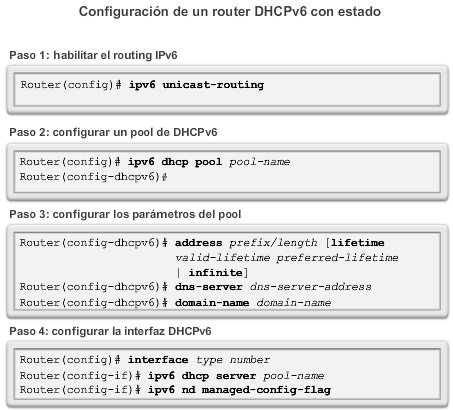 Configuración de un router DHCPv6 con estado
Paso 1: habilitar el routing IPv6
Router(config)# ipv6 unicast-routing
Paso 2: configurar un pool de DHCPv6
Router(config)# ipv6 dhcp pool pool-name
Router(config-dhcpv6)#
Paso 3: configurar los parámetros del pool
Router(config-dhcpv6)# address prefix/length [lifetime
valid-lifetime preferred-lifetime
| infinite]
Router(config-dhcpv6)# dns-server dns-server-address
Router(config-dhcpv6)# domain-name domain-name
Paso 4: configurar la interfaz DHCPv6
Router(config)# interface type number
Router(config-if)# ipv6 dhcp server pool-name
Router(config-if)# ipv6 nd managed-config-flag